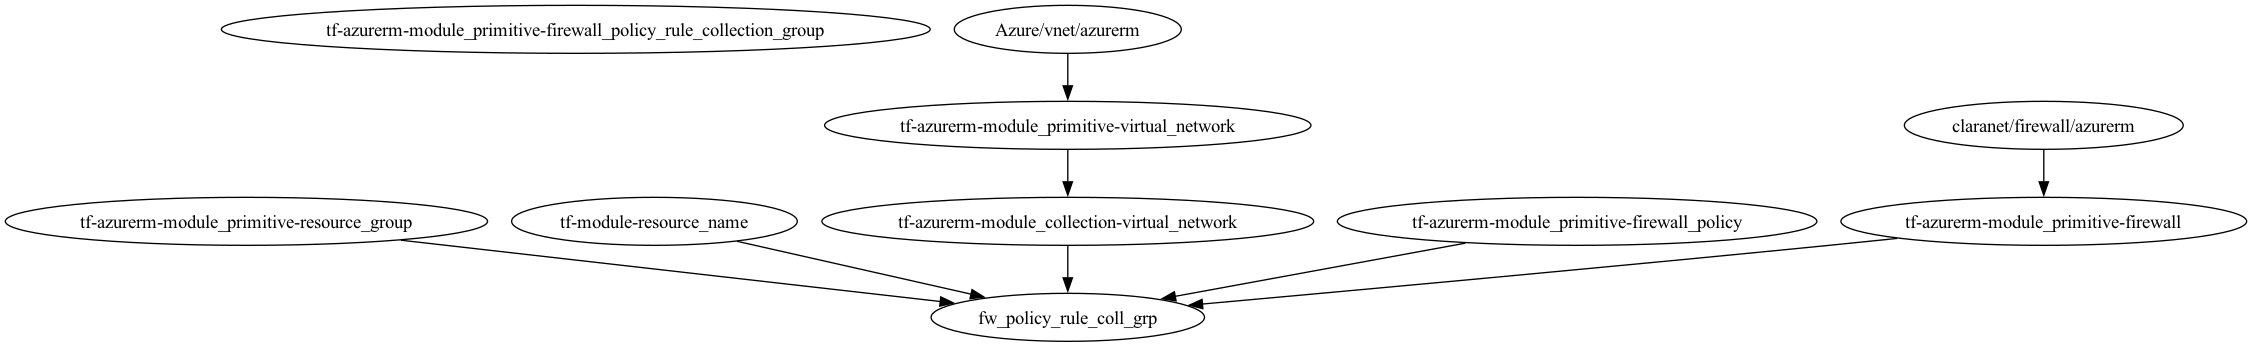 tf-azurerm-module_primitive-firewall_policy_rule_collection_group
Azure/vnet/azurerm
tf-azurerm-module_primitive-virtual_network
claranet/firewall/azurerm
tf-azurerm-module_primitive-resource_group
tf-module-resource_name
tf-azurerm-module_collection-virtual_network
tf-azurerm-module_primitive-firewall_policy
tf-azurerm-module_primitive-firewall
fw_policy_rule_coll_grp